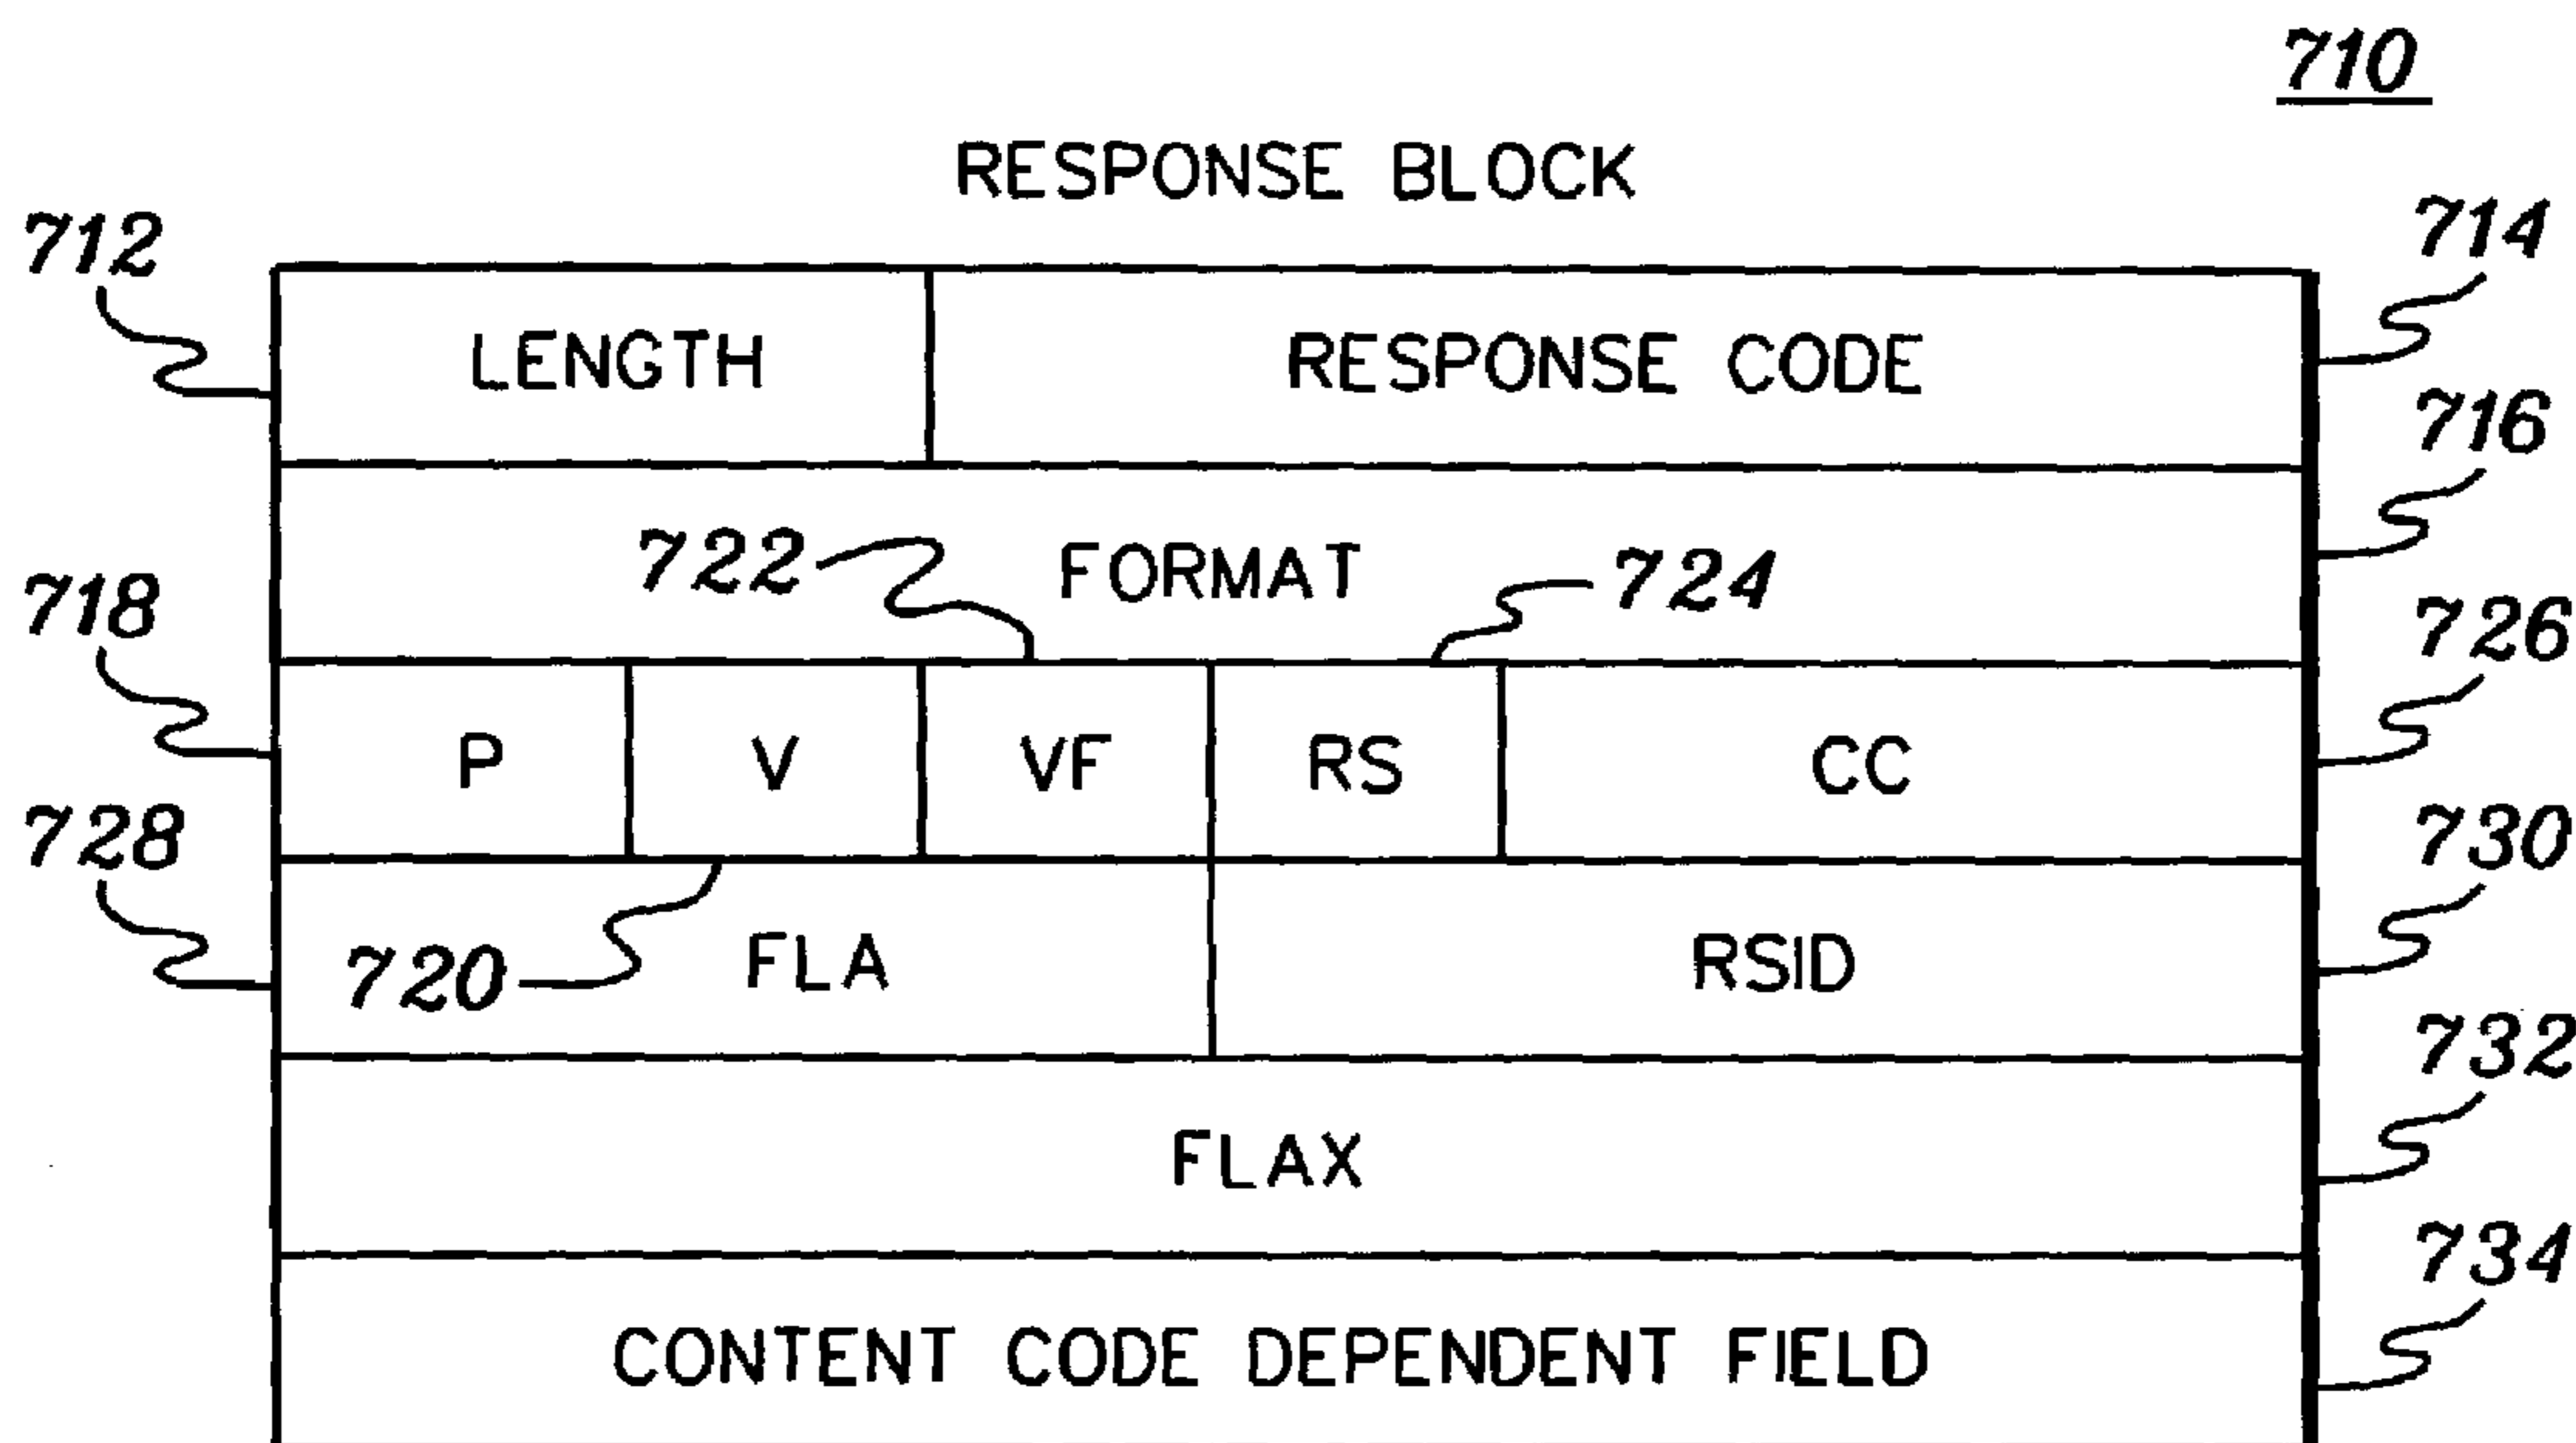 710
RESPONSE BLOCK
712
714
LENGTH RESPONSE CODE
716
722 FORMAT 724
718
726
P V VF RS CC
728
730
720 FLA RSID
732
FLAX
734
CONTENT CODE DEPENDENT FIELD